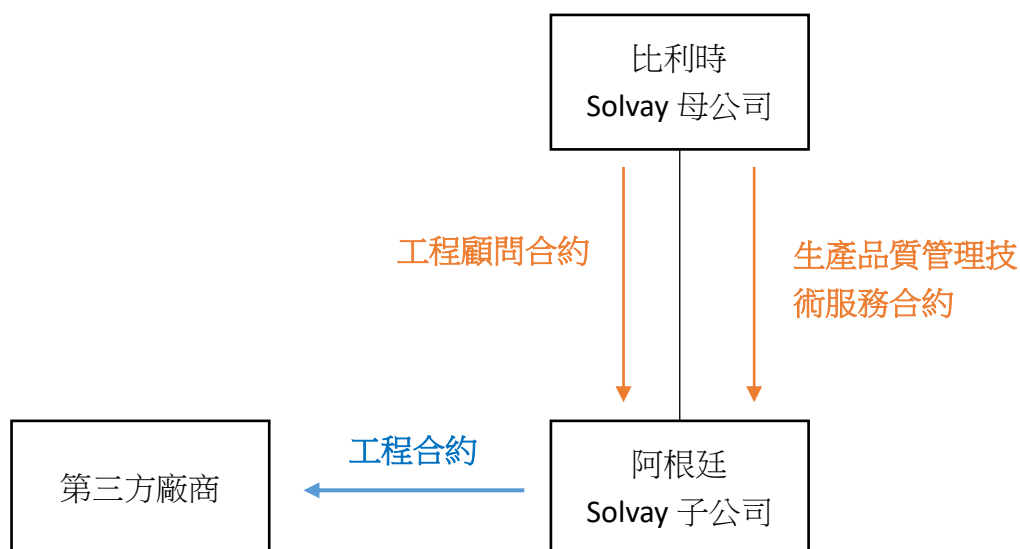 比利時
Solvay 母公司
工程顧問合約
生產品質管理技
術服務合約
工程合約
第三方廠商
阿根廷
Solvay 子公司